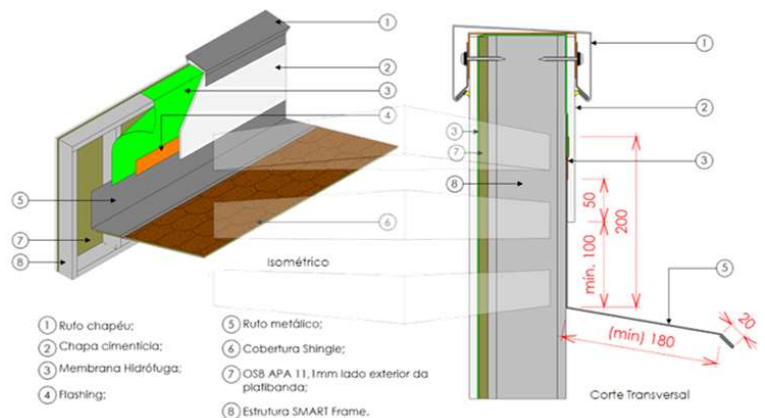 1
2
3
4
5
6
7
8
Isométrico
1
2
3
3
7
8
50
200
mín. 100
5
20
(mín) 180
Corte Transversal
1 Rufo chapéu;
2 Chapa cimentícia;
3 Membrana Hidrófuga;
4 Flashing;
5 Rufo metálico;
6 Cobertura Shingle;
7 OSB APA 11,1mm lado exterior da
platibanda;
8 Estrutura SMART Frame.